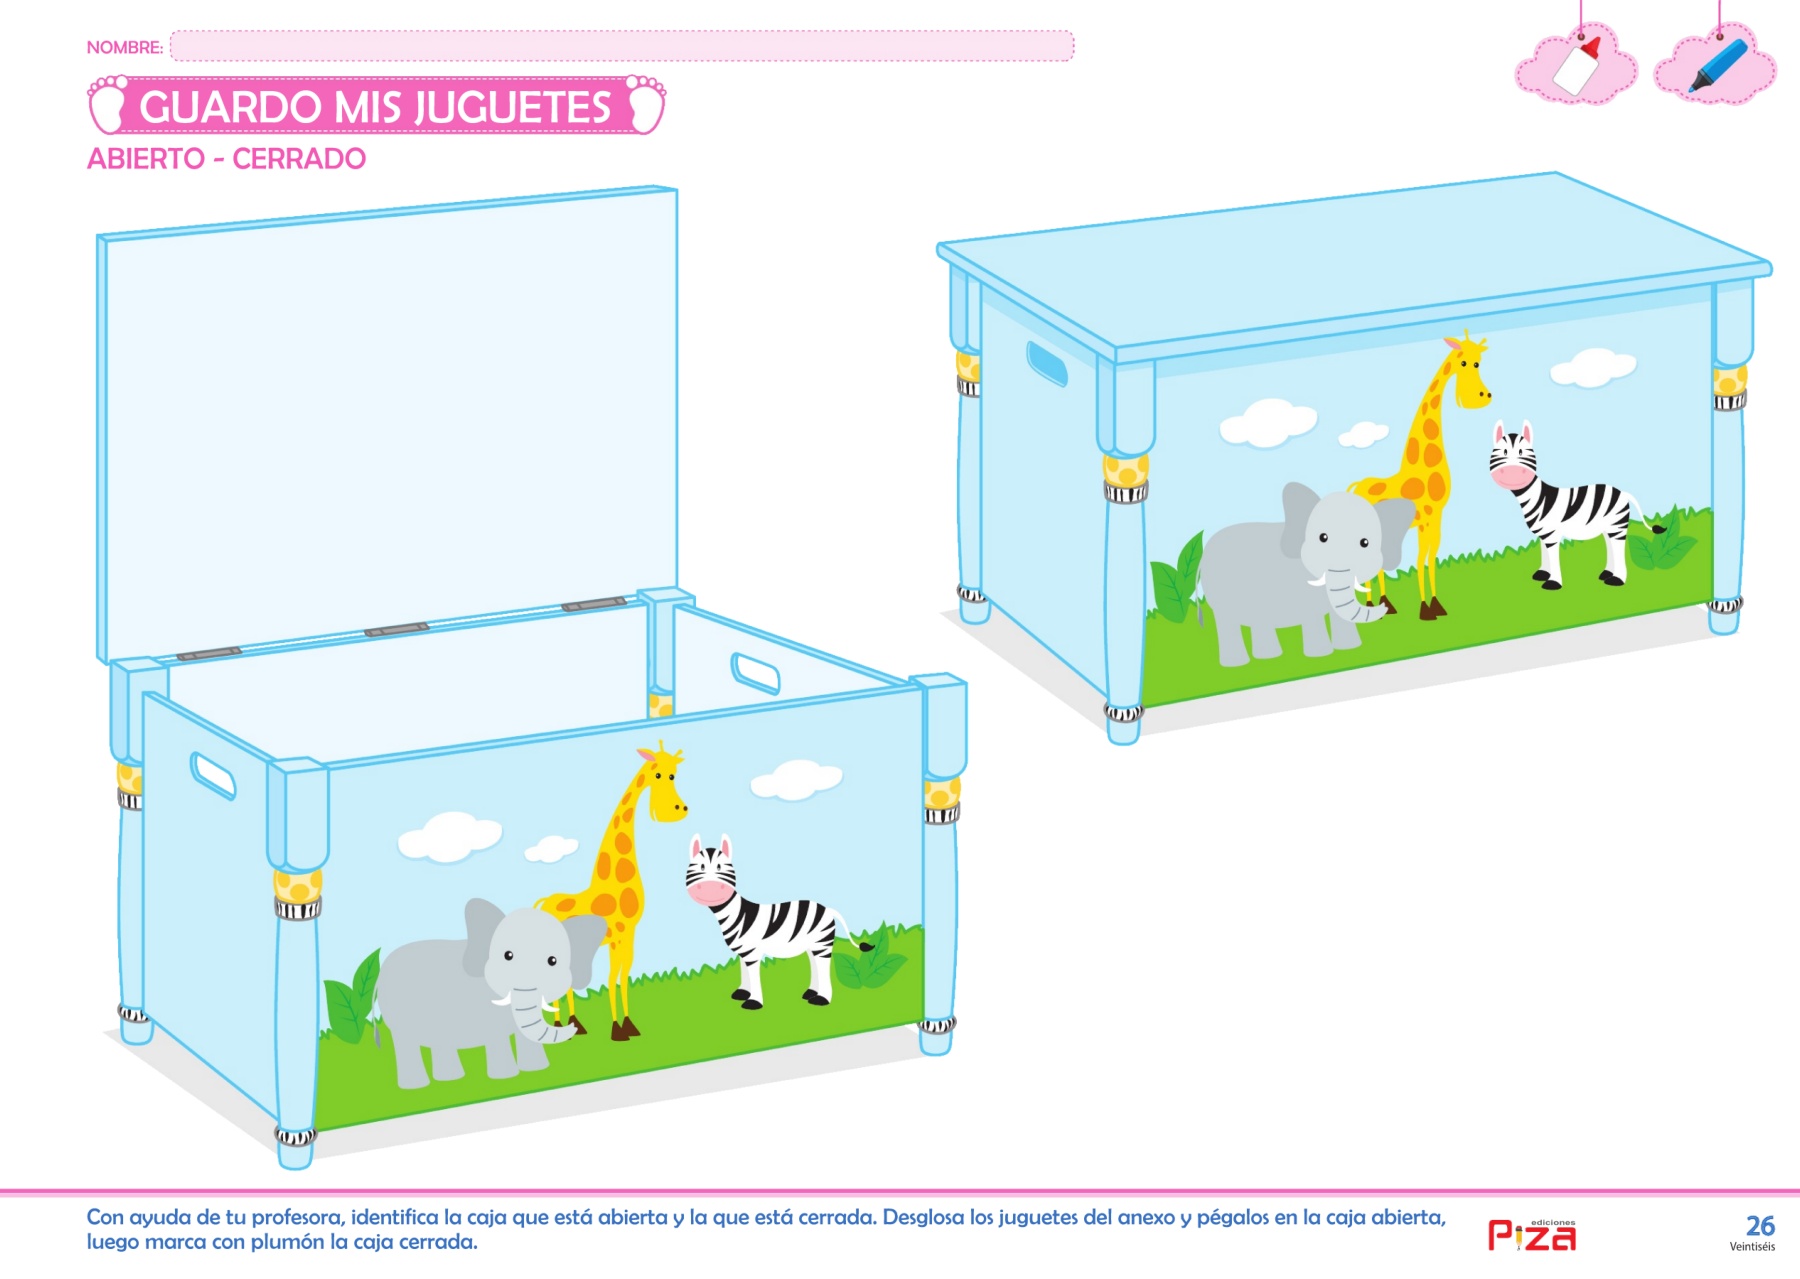 NOMBRE:
GUARDO MIS JUGUETES
ABIERTO - CERRADO
Con ayuda de tu profesora, identifica la caja que está abierta y la que está cerrada. Desglosa los juguetes del anexo y pégalos en la caja abierta,
luego marca con plumón la caja cerrada.
ediciones
PIZA
26
Veintiséis